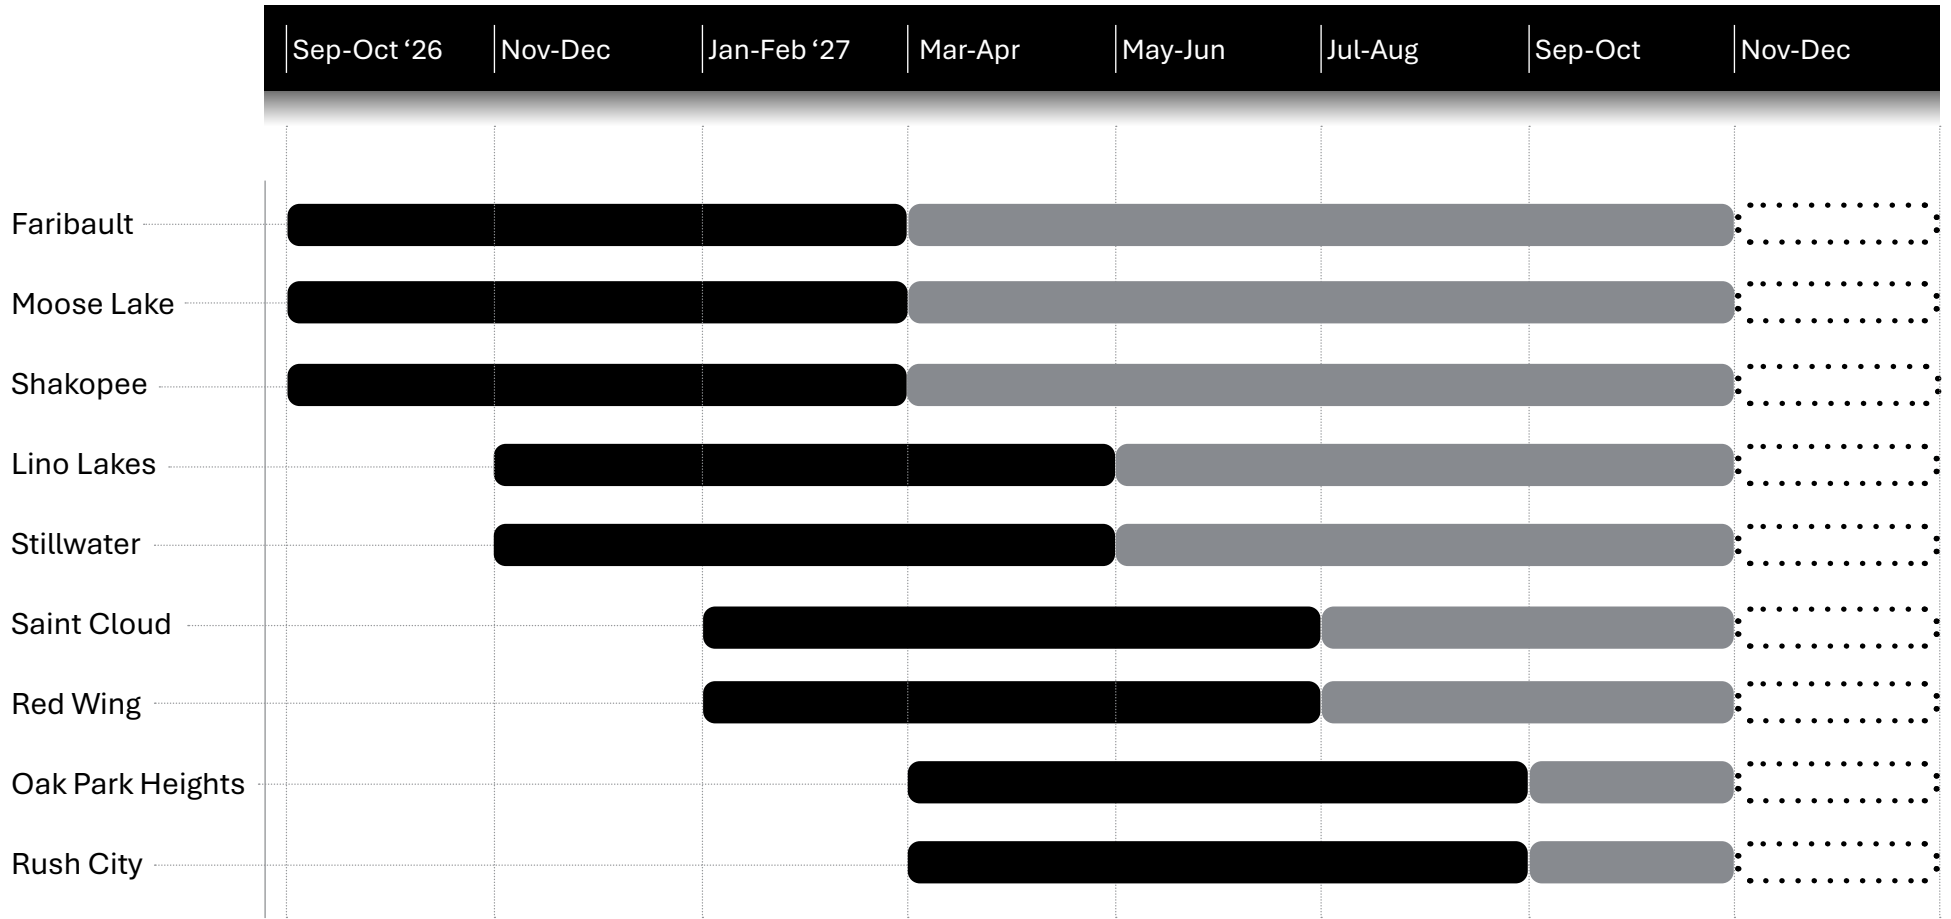 Sep-Oct ‘26 Nov-Dec Jan-Feb ‘27 Mar-Apr May-Jun Jul-Aug Sep-Oct Nov-Dec
Faribault
Moose Lake
Shakopee
Lino Lakes
Stillwater
Saint Cloud
Red Wing
Oak Park Heights
Rush City